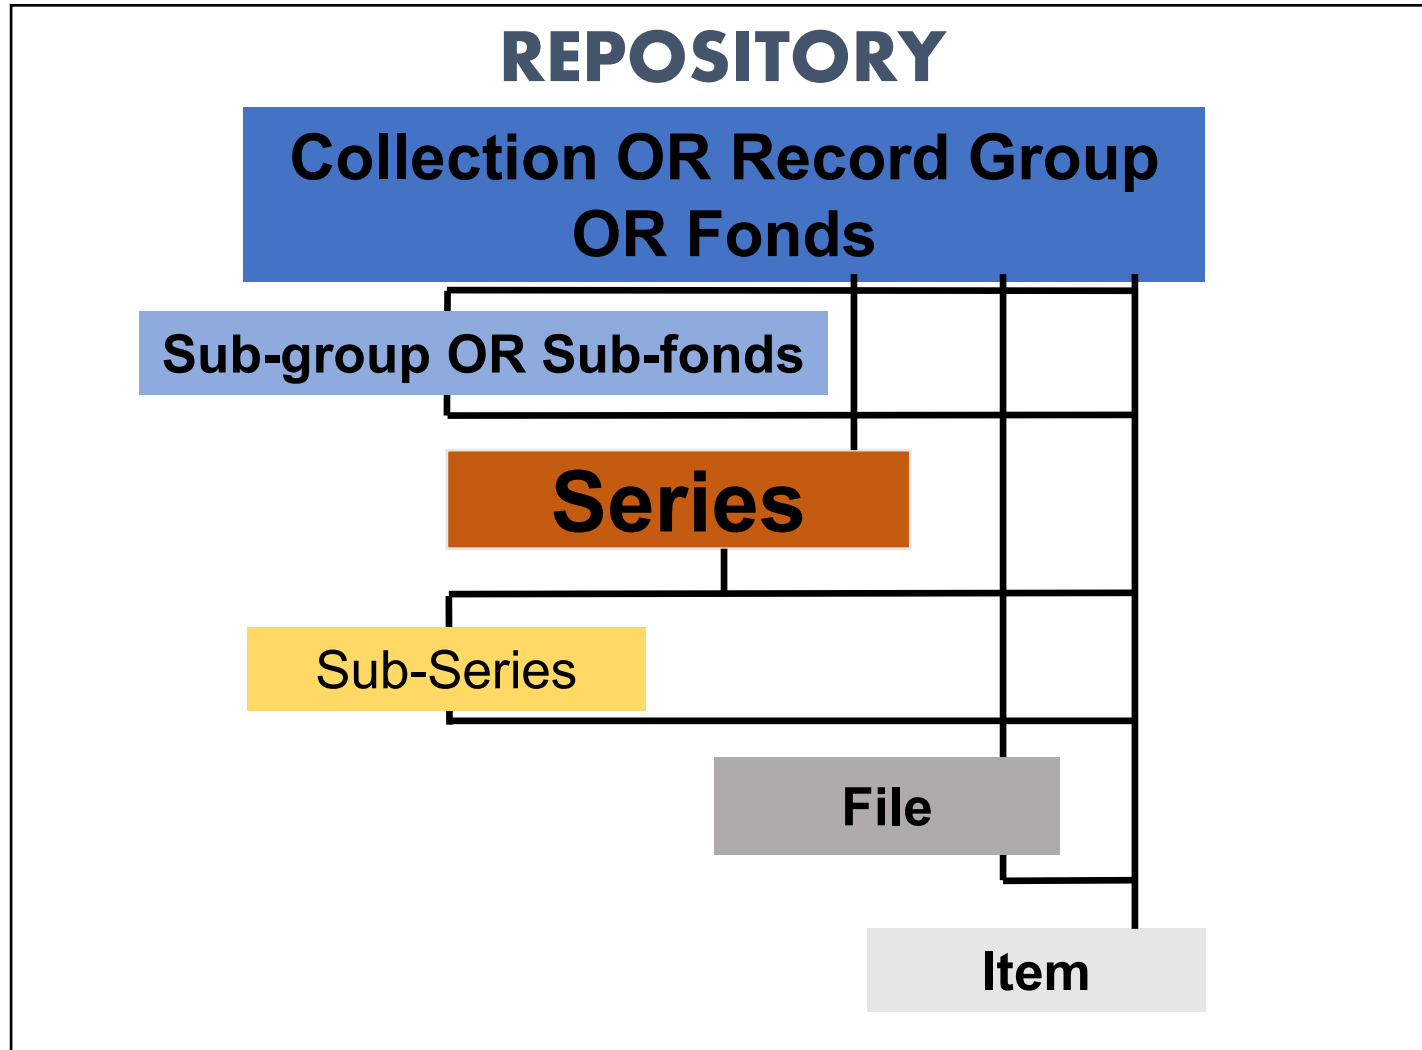 REPOSITORY
Collection OR Record Group
OR Fonds
Sub-group OR Sub-fonds
Series
Sub-Series
File
Item